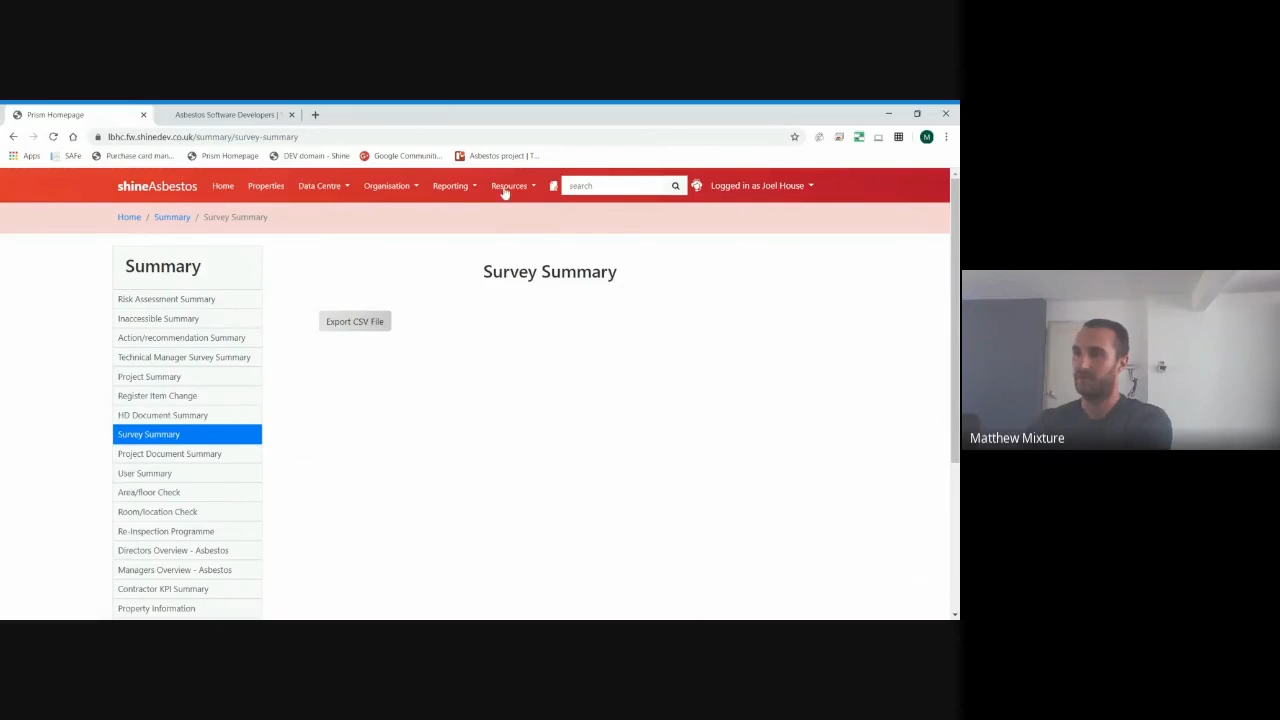 Prism Homepage
Asbestos Software Developers |
lbhc.fw.shinedev.co.uk/summary/survey-summary
M
Apps SAFe Purchase card man... Prism Homepage DEV domain - Shine Google Communiti... Asbestos project | T...
shineAsbestos Home Properties Data Centre Organisation Reporting Resources search Logged in as Joel House
Home / Summary / Survey Summary
Summary
Risk Assessment Summary
Inaccessible Summary
Action/recommendation Summary
Technical Manager Survey Summary
Project Summary
Register Item Change
HD Document Summary
Survey Summary
Project Document Summary
User Summary
Area/floor Check
Room/location Check
Re-Inspection Programme
Directors Overview - Asbestos
Managers Overview - Asbestos
Contractor KPI Summary
Property Information
Survey Summary
Export CSV File
Matthew Mixture